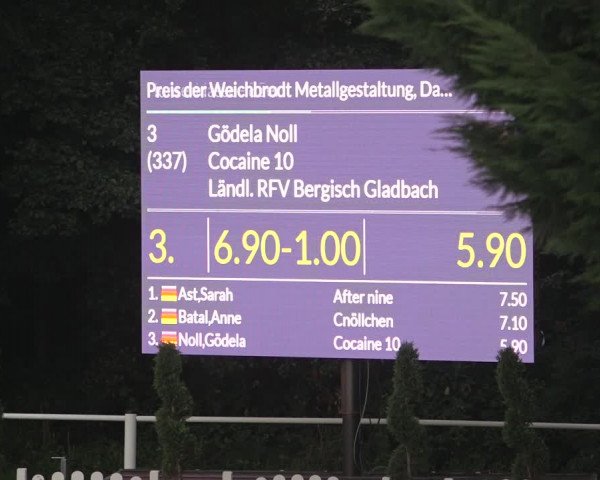 Preis der Weichbrodt Metallgestaltung, Da...
3 Gödela Noll
(337) Cocaine 10
Ländl. RFV Bergisch Gladbach
3. 6.90-1.00 5.90
1. Ast,Sarah After nine 7.50
2. Batal,Anne Cnöllchen 7.10
3. Noll,Gödela Cocaine 10 5.90